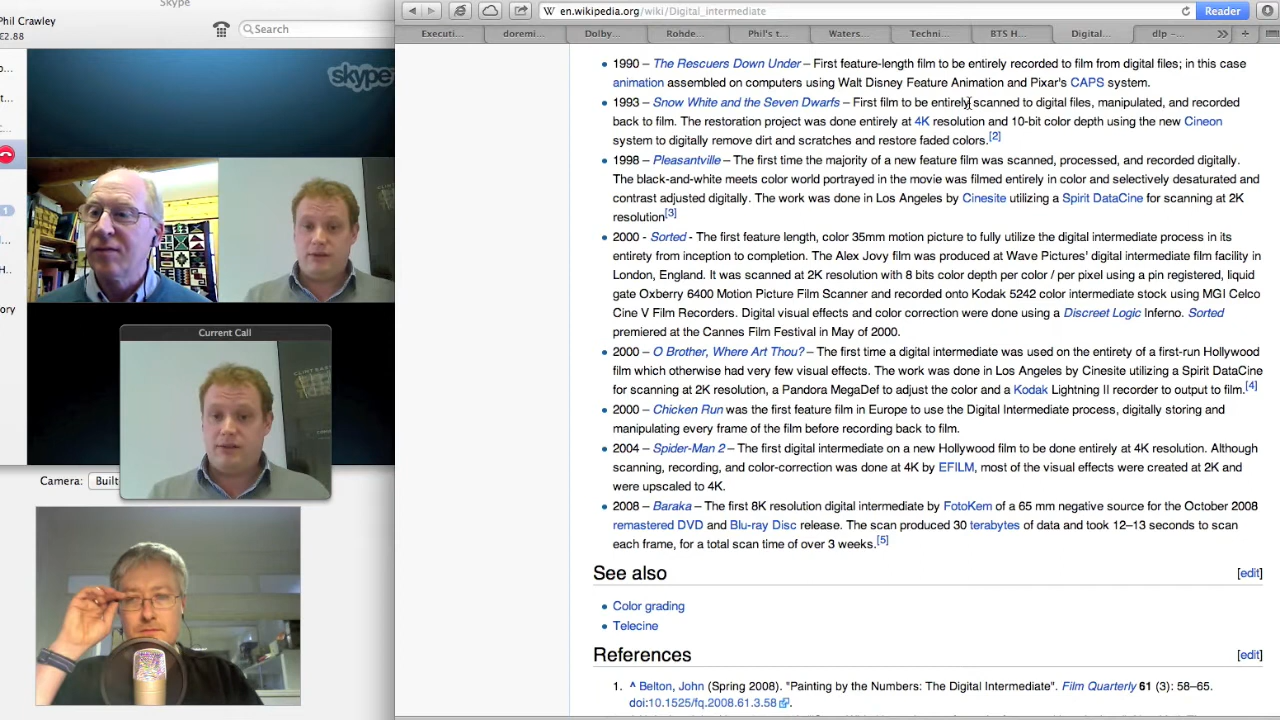 Skype
Phil Crawley
£2.88
Search
skype
Current Call
Camera: Built
ory
1
en.wikipedia.org/wiki/Digital_intermediate
Reader
Executi... doremi... Dolby... Rohde... Phil's t... Waters... Techni... BTS H... Digital... dlp –...
1990 – The Rescuers Down Under – First feature-length film to be entirely recorded to film from digital files; in this case
animation assembled on computers using Walt Disney Feature Animation and Pixar's CAPS system.
1993 – Snow White and the Seven Dwarfs – First film to be entirely scanned to digital files, manipulated, and recorded
back to film. The restoration project was done entirely at 4K resolution and 10-bit color depth using the new Cineon
system to digitally remove dirt and scratches and restore faded colors.[2]
1998 – Pleasantville – The first time the majority of a new feature film was scanned, processed, and recorded digitally.
The black-and-white meets color world portrayed in the movie was filmed entirely in color and selectively desaturated and
contrast adjusted digitally. The work was done in Los Angeles by Cinesite utilizing a Spirit DataCine for scanning at 2K
resolution[3]
2000 - Sorted - The first feature length, color 35mm motion picture to fully utilize the digital intermediate process in its
entirety from inception to completion. The Alex Jovy film was produced at Wave Pictures' digital intermediate film facility in
London, England. It was scanned at 2K resolution with 8 bits color depth per color / per pixel using a pin registered, liquid
gate Oxberry 6400 Motion Picture Film Scanner and recorded onto Kodak 5242 color intermediate stock using MGI Celco
Cine V Film Recorders. Digital visual effects and color correction were done using a Discreet Logic Inferno. Sorted
premiered at the Cannes Film Festival in May of 2000.
2000 – O Brother, Where Art Thou? – The first time a digital intermediate was used on the entirety of a first-run Hollywood
film which otherwise had very few visual effects. The work was done in Los Angeles by Cinesite utilizing a Spirit DataCine
for scanning at 2K resolution, a Pandora MegaDef to adjust the color and a Kodak Lightning II recorder to output to film.[4]
2000 – Chicken Run was the first feature film in Europe to use the Digital Intermediate process, digitally storing and
manipulating every frame of the film before recording back to film.
2004 – Spider-Man 2 – The first digital intermediate on a new Hollywood film to be done entirely at 4K resolution. Although
scanning, recording, and color-correction was done at 4K by EFILM, most of the visual effects were created at 2K and
were upscaled to 4K.
2008 – Baraka – The first 8K resolution digital intermediate by FotoKem of a 65 mm negative source for the October 2008
remastered DVD and Blu-ray Disc release. The scan produced 30 terabytes of data and took 12–13 seconds to scan
each frame, for a total scan time of over 3 weeks.[5]
See also [edit]
Color grading
Telecine
References [edit]
1. ^ Belton, John (Spring 2008). "Painting by the Numbers: The Digital Intermediate". Film Quarterly 61 (3): 58–65.
doi:10.1525/fq.2008.61.3.58.